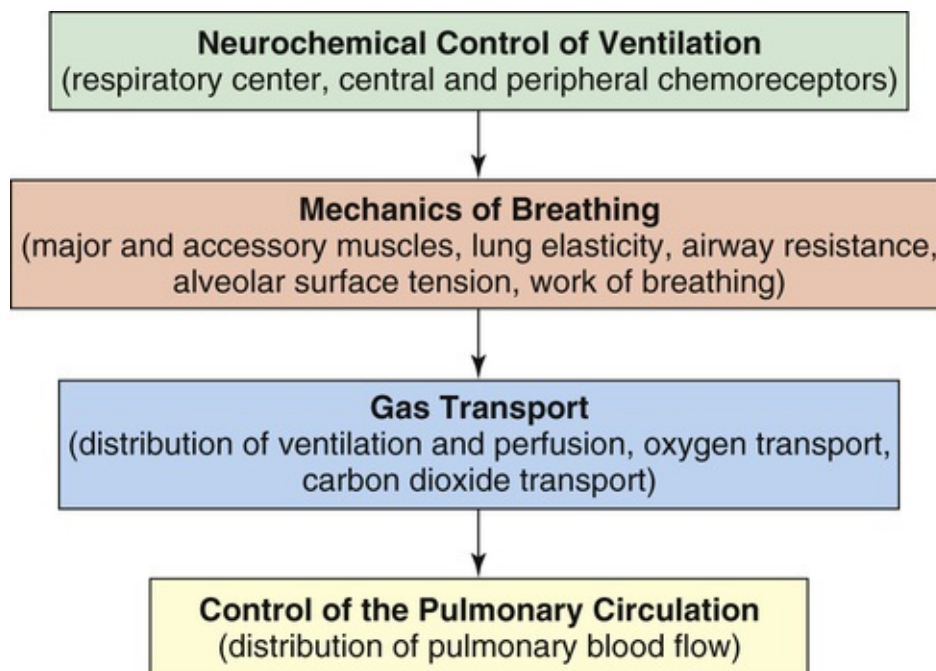 Neurochemical Control of Ventilation
(respiratory center, central and peripheral chemoreceptors)
Mechanics of Breathing
(major and accessory muscles, lung elasticity, airway resistance,
alveolar surface tension, work of breathing)
Gas Transport
(distribution of ventilation and perfusion, oxygen transport,
carbon dioxide transport)
Control of the Pulmonary Circulation
(distribution of pulmonary blood flow)